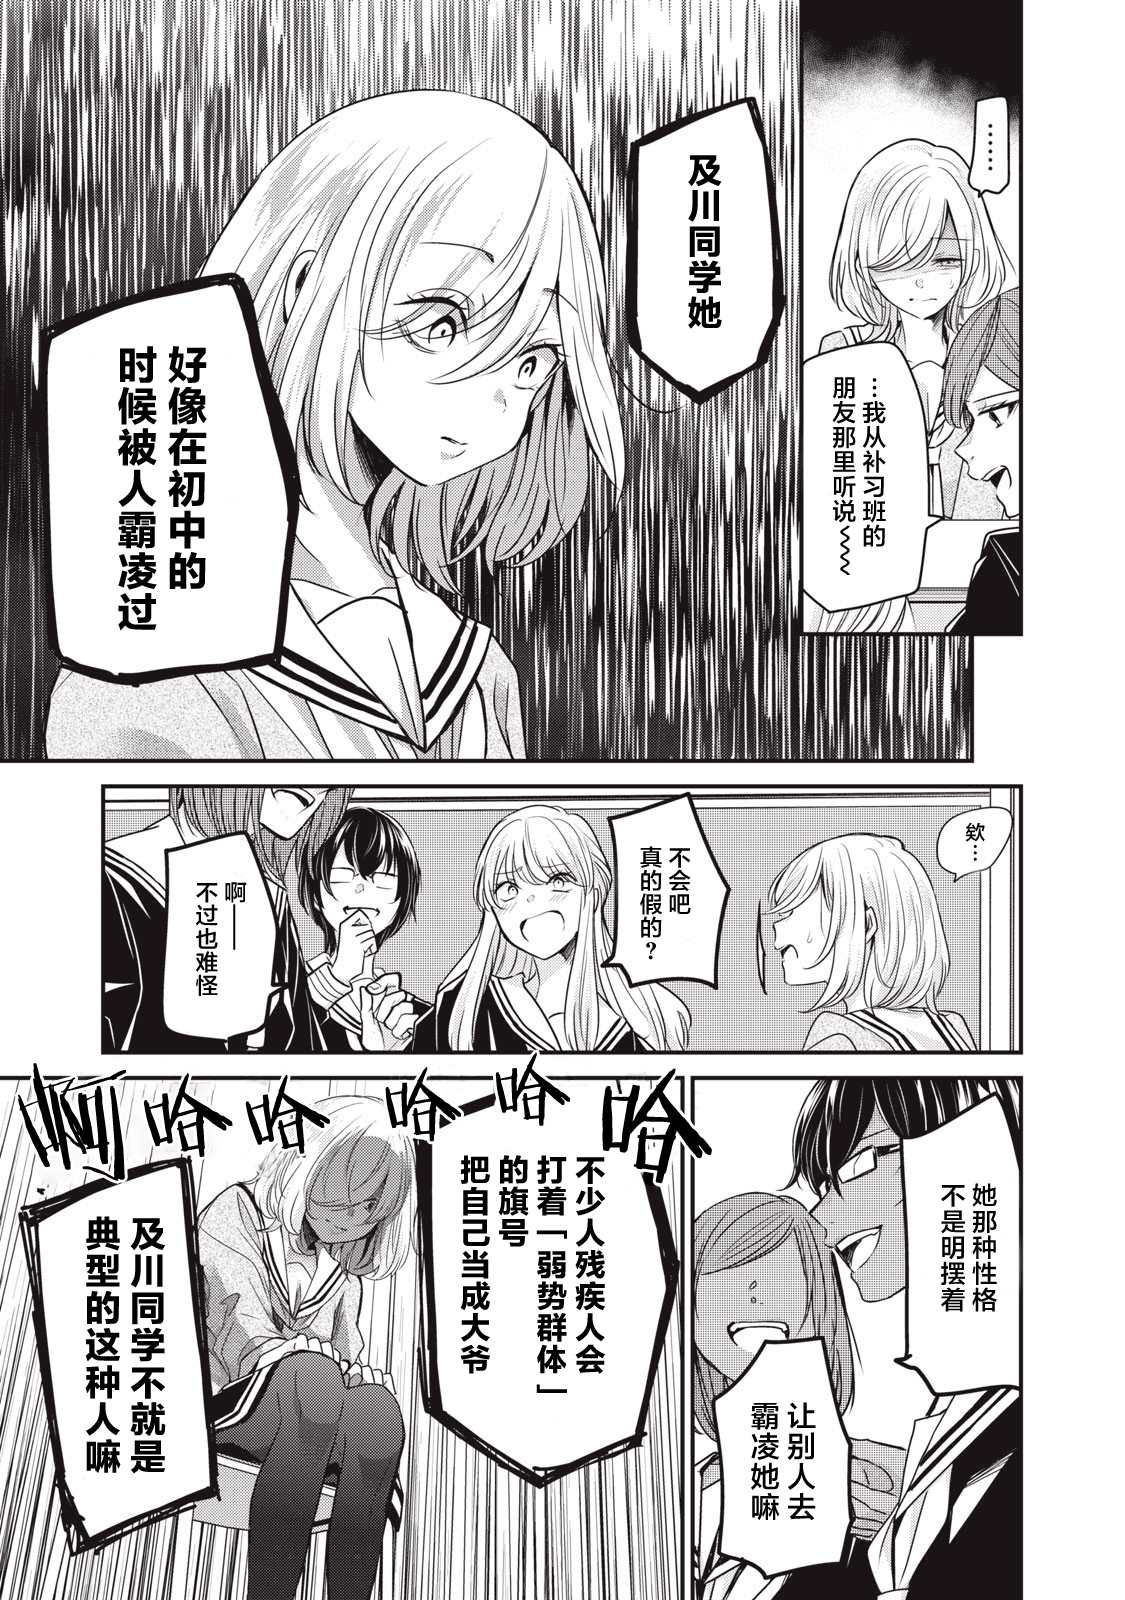 ……
…我从补习班的
朋友那里听说~~~
及川同学她
好像在初中的
时候被人霸凌过
欸…
不会吧
真的假的？
啊——
不过也难怪
她那种性格
不是明摆着
让别人去
霸凌她嘛
不少人残疾人会
打着「弱势群体」
的旗号
把自己当成大爷
及川同学不就是
典型的这种人嘛
哈
哈
哈
哈
哈
啊